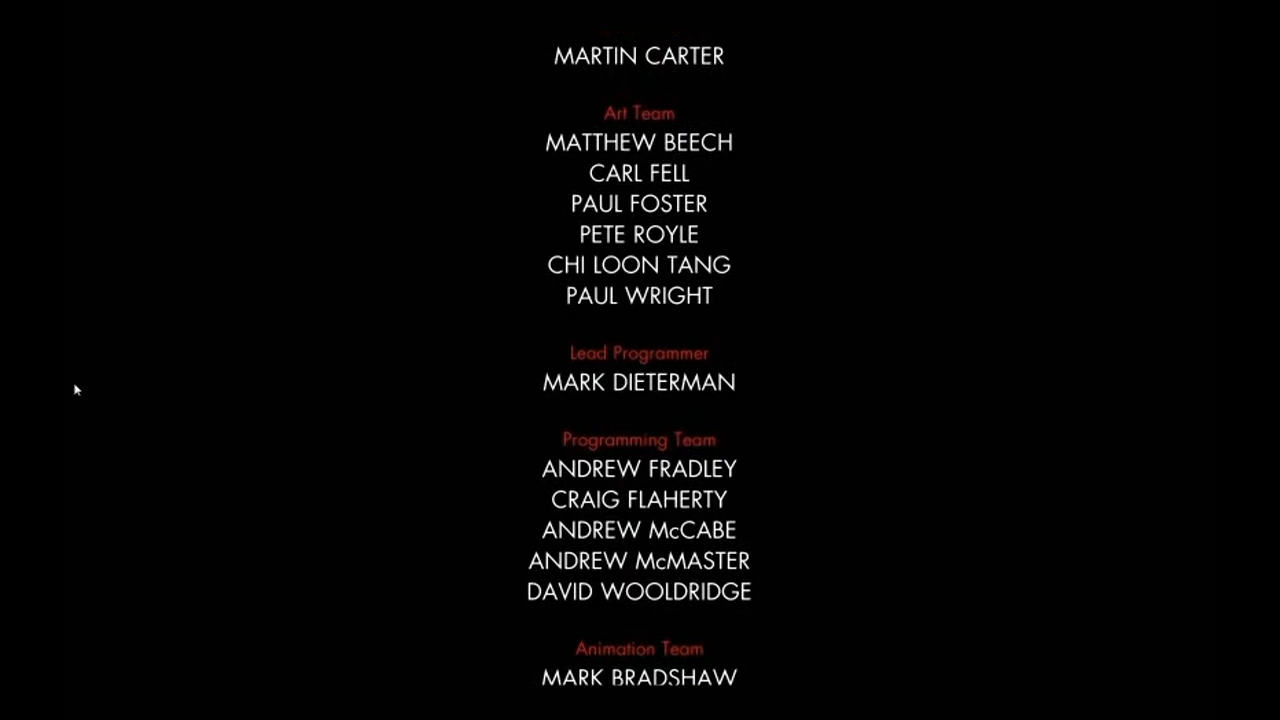 MARTIN CARTER
Art Team
MATTHEW BEECH
CARL FELL
PAUL FOSTER
PETE ROYLE
CHI LOON TANG
PAUL WRIGHT
Lead Programmer
MARK DIETERMAN
Programming Team
ANDREW FRADLEY
CRAIG FLAHERTY
ANDREW McCABE
ANDREW McMASTER
DAVID WOOLDRIDGE
Animation Team
MARK BRADSHAW